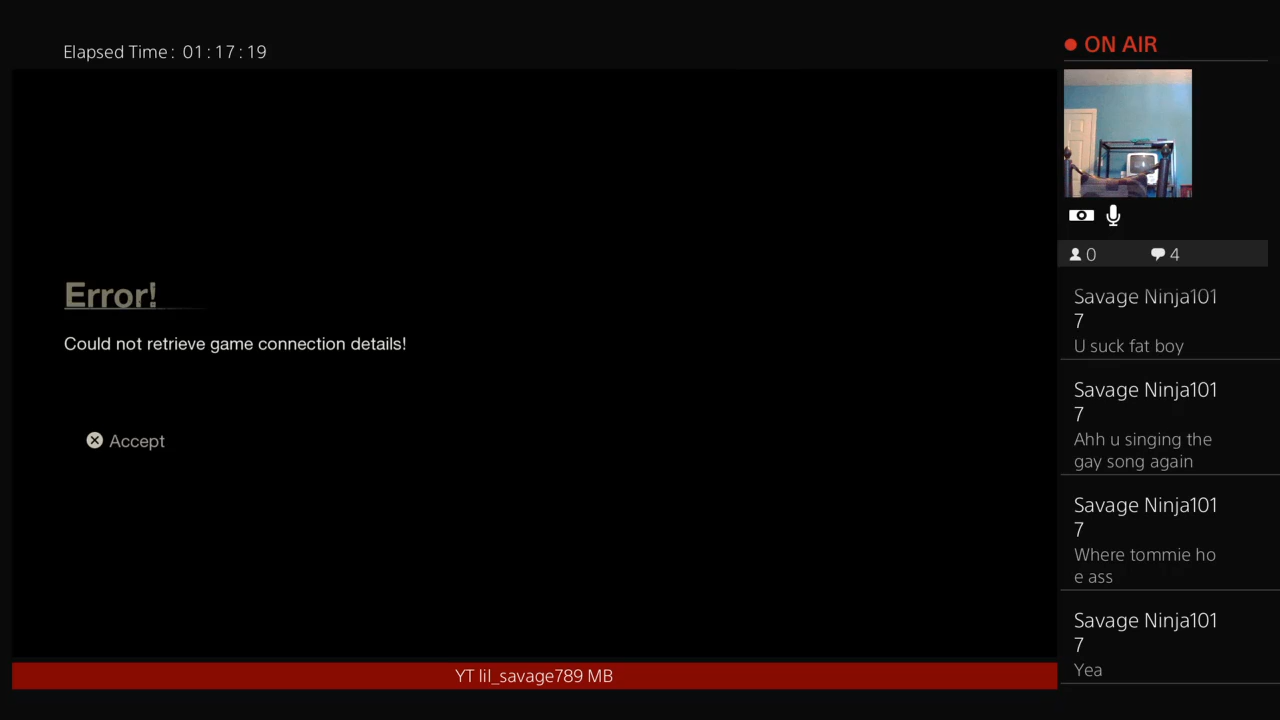 Elapsed Time: 01:17:19
ON AIR
0
4
Savage Ninja101
7
U suck fat boy
Savage Ninja101
7
Ahh u singing the
gay song again
Savage Ninja101
7
Where tommie ho
e ass
Savage Ninja101
7
Yea
Error!
Could not retrieve game connection details!
Accept
YT lil_savage789 MB